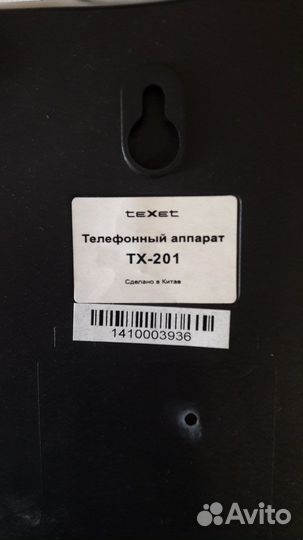 teXet
Телефонный аппарат
TX-201
Сделано в Китае
1410003936
Avito